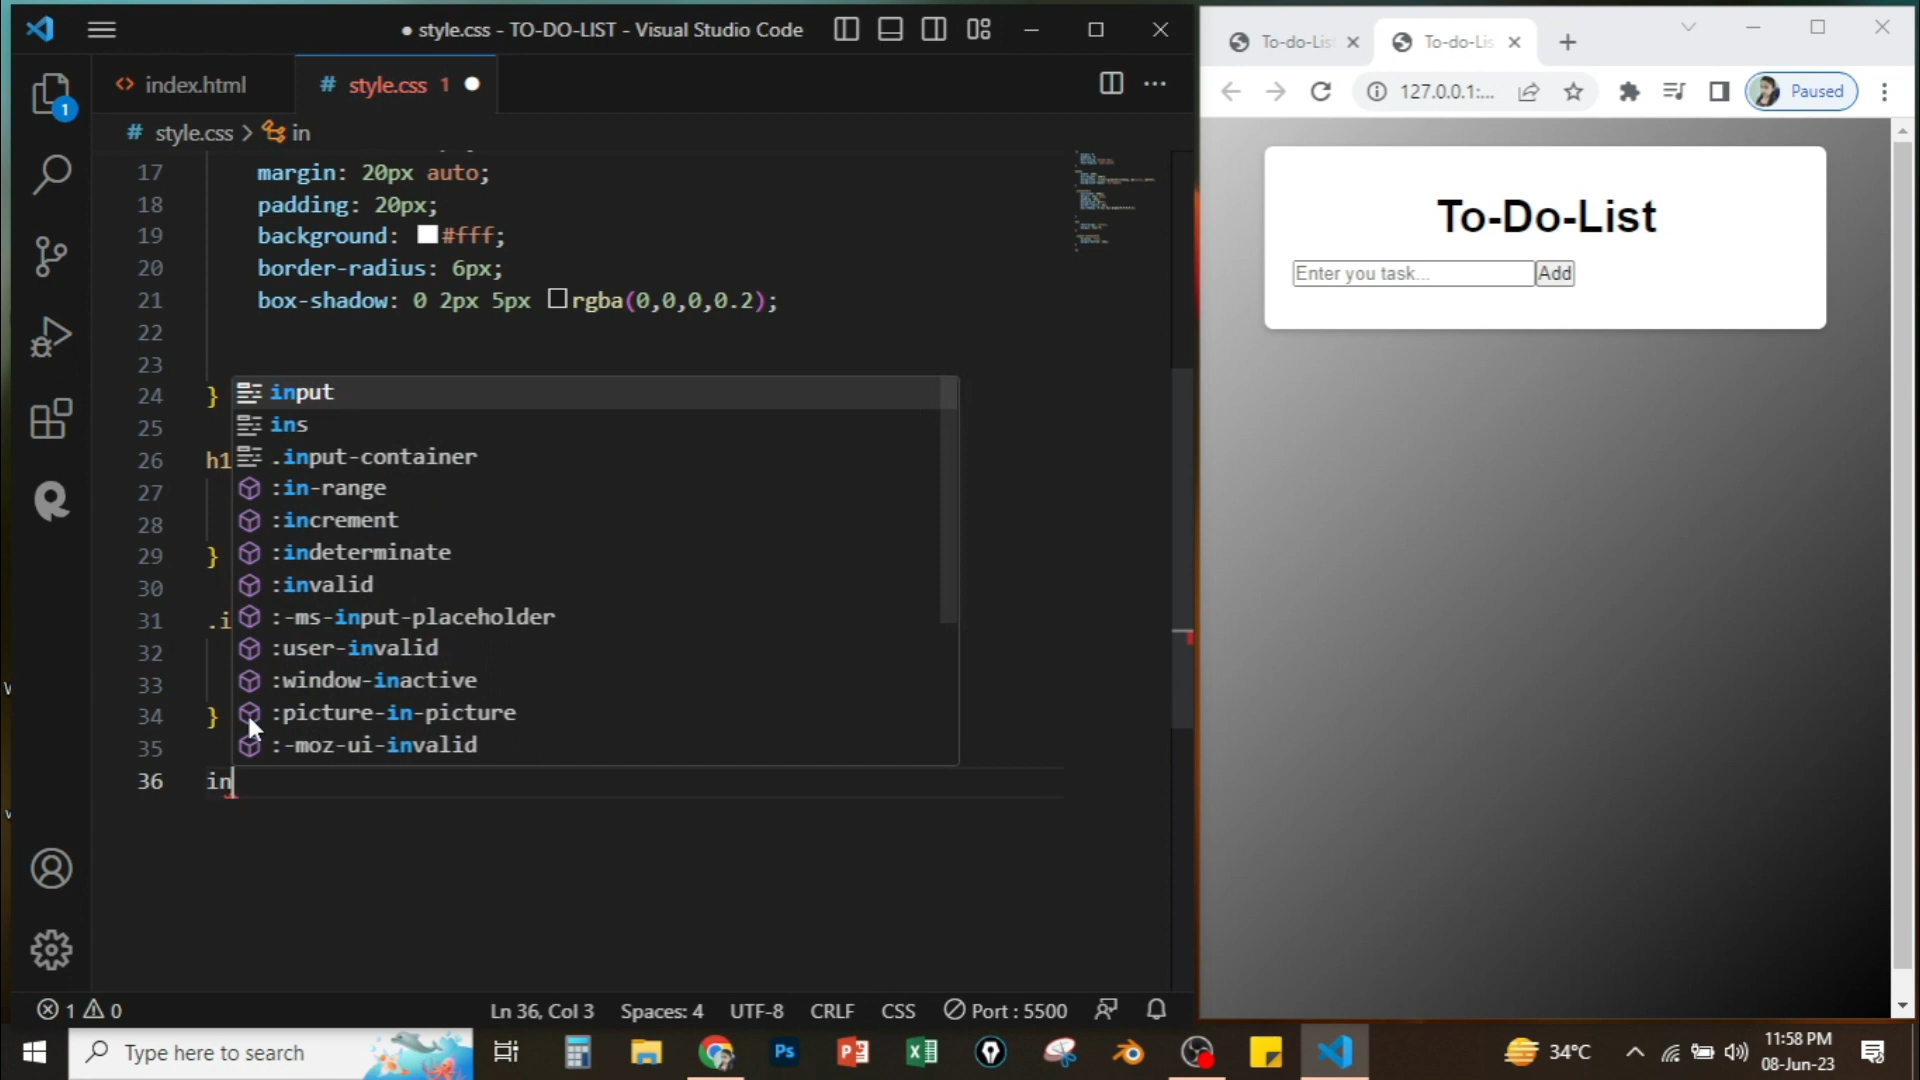 style.css - TO-DO-LIST - Visual Studio Code
index.html
# style.css 1
# style.css > in
17 margin: 20px auto;
18 padding: 20px;
19 background: #fff;
20 border-radius: 6px;
21 box-shadow: 0 2px 5px rgba(0,0,0,0.2);
22
23
24 }
25
26 h1
27
28
29 }
30
31 .i
32
33
34 }
35
36 in
input
ins
.input-container
:in-range
:increment
:indeterminate
:invalid
:-ms-input-placeholder
:user-invalid
:window-inactive
:picture-in-picture
:-moz-ui-invalid
1
1 0
Ln 36, Col 3
Spaces: 4
UTF-8
CRLF
CSS
Port : 5500
To-do-Lis
To-do-Lis
127.0.0.1:...
Paused
To-Do-List
Enter you task...
Add
Type here to search
Ps
34°C
11:58 PM
08-Jun-23